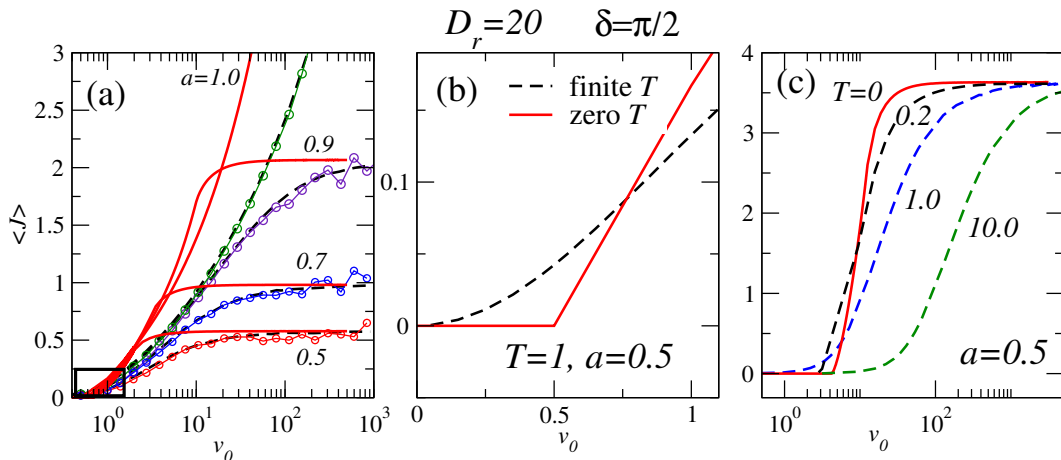 D_r=20 δ=π/2
(a)
a=1.0
0.9
0.7
0.5
3
2.5
2
1.5
1
0.5
0
<J>
10^0 10^1 10^2 10^3
v_0
(b)
finite T
zero T
0.1
0
T=1, a=0.5
0 0.5 1
v_0
(c)
T=0
0.2
1.0
10.0
a=0.5
5
4
3
2
1
0
10^0 10^2
v_0